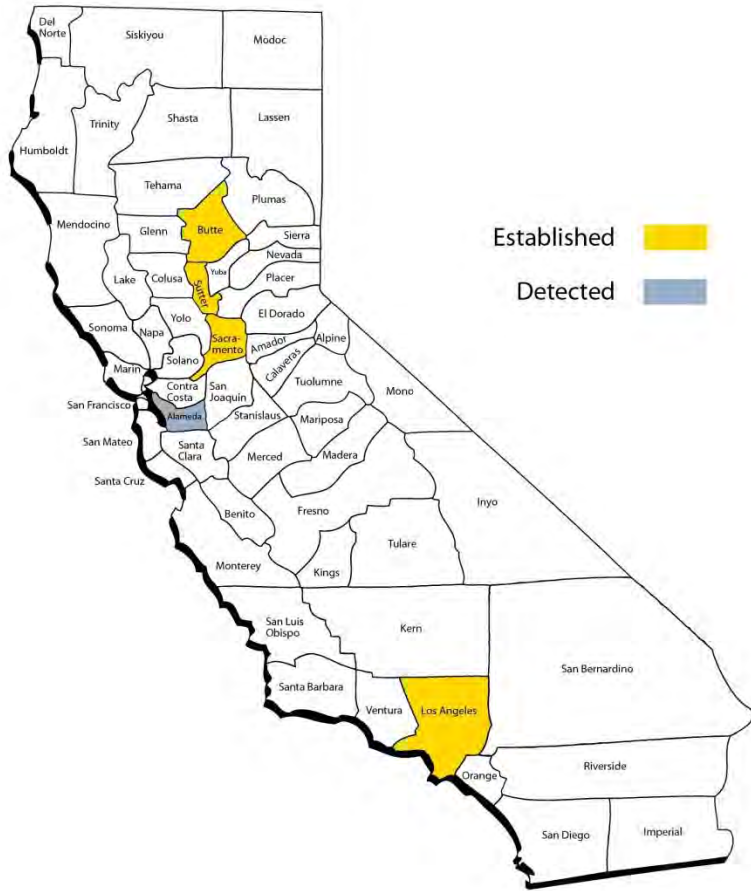 Del
Norte
Siskiyou
Modoc
Humboldt
Trinity
Shasta
Lassen
Tehama
Plumas
Mendocino
Glenn
Butte
Sierra
Nevada
Lake
Colusa
Sutter
Yuba
Placer
Sonoma
Napa
Yolo
El Dorado
Sacra-
mento
Amador
Alpine
Solano
Calaveras
Marin
Contra
Costa
San
Joaquin
Tuolumne
Mono
San Francisco
Alameda
Stanislaus
Mariposa
San Mateo
Santa
Clara
Merced
Madera
Santa Cruz
Benito
Fresno
Inyo
Tulare
Monterey
Kings
San Luis
Obispo
Kern
San Bernardino
Santa Barbara
Ventura
Los Angeles
Orange
Riverside
San Diego
Imperial
Established
Detected